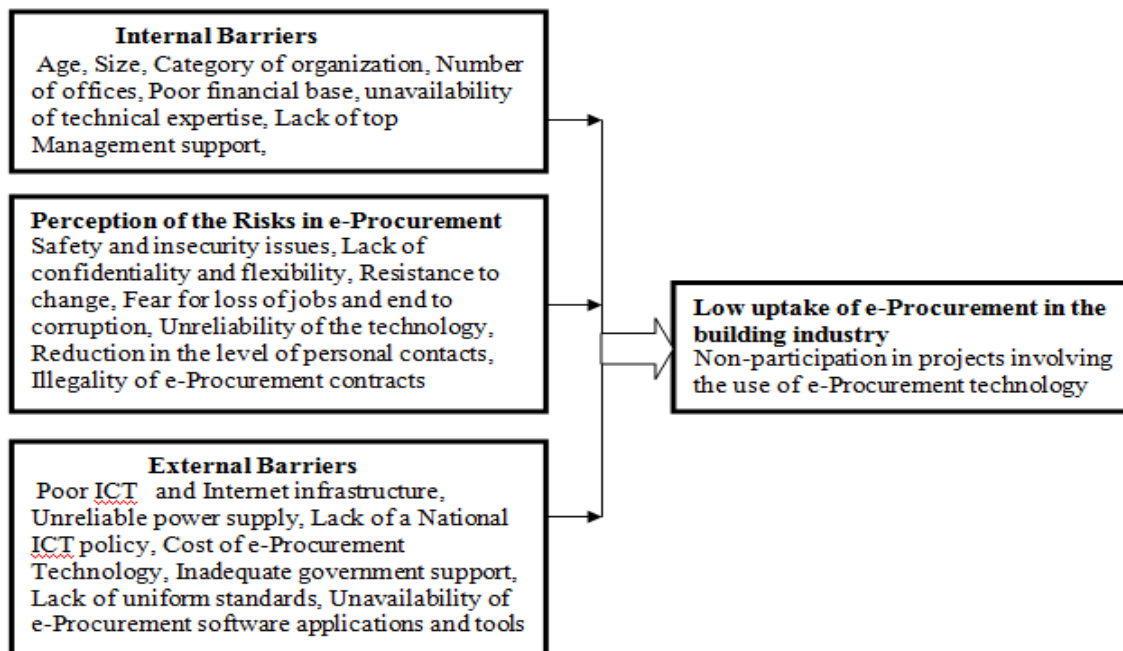 Internal Barriers
Age, Size, Category of organization, Number
of offices, Poor financial base, unavailability
of technical expertise, Lack of top
Management support,
Perception of the Risks in e-Procurement
Safety and insecurity issues, Lack of
confidentiality and flexibility, Resistance to
change, Fear for loss of jobs and end to
corruption, Unreliability of the technology,
Reduction in the level of personal contacts,
Illegality of e-Procurement contracts
External Barriers
Poor ICT and Internet infrastructure,
Unreliable power supply, Lack of a National
ICT policy, Cost of e-Procurement
Technology, Inadequate government support,
Lack of uniform standards, Unavailability of
e-Procurement software applications and tools
Low uptake of e-Procurement in the
building industry
Non-participation in projects involving
the use of e-Procurement technology